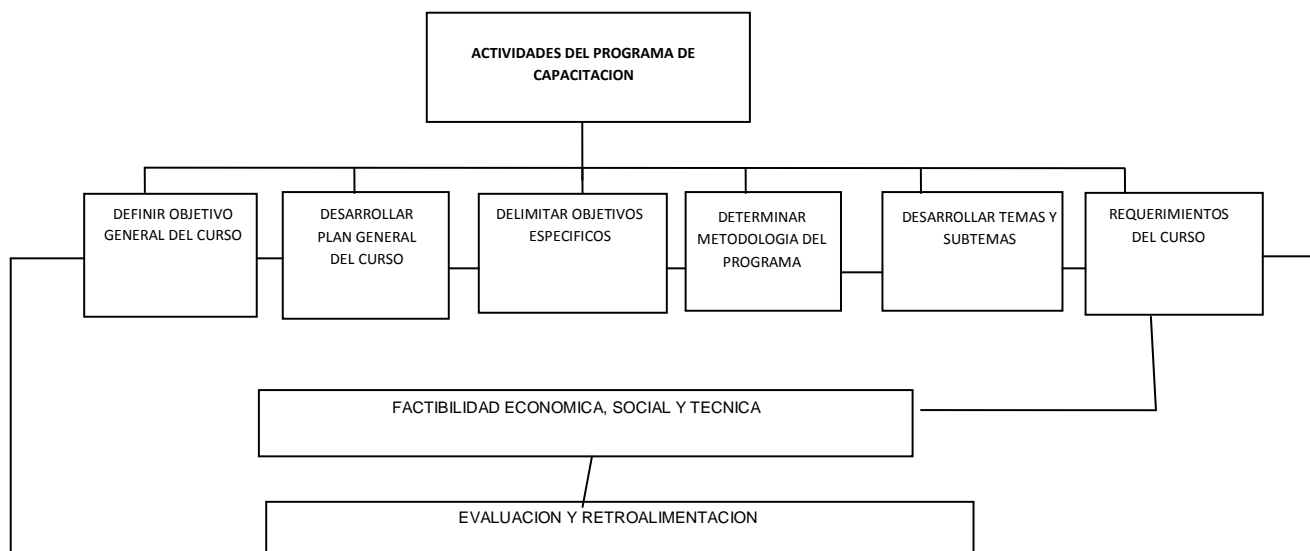 ACTIVIDADES DEL PROGRAMA DE
CAPACITACION
DEFINIR OBJETIVO
GENERAL DEL CURSO
DESARROLLAR
PLAN GENERAL
DEL CURSO
DELIMITAR OBJETIVOS
ESPECIFICOS
DETERMINAR
METODOLOGIA DEL
PROGRAMA
DESARROLLAR TEMAS Y
SUBTEMAS
REQUERIMIENTOS
DEL CURSO
FACTIBILIDAD ECONOMICA, SOCIAL Y TECNICA
EVALUACION Y RETROALIMENTACION